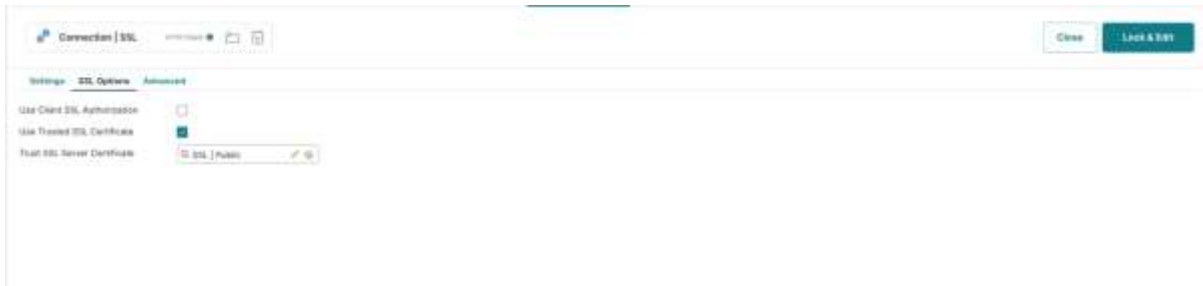 Connection | SSL
Close
Lock & Edit
Settings SSL Options Advanced
Use Client SSL Authorization
Use Trusted SSL Certificate
Trust SSL Server Certificate
SSL | Public